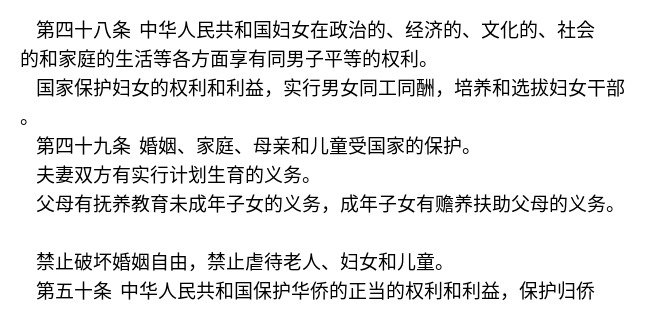 第四十八条 中华人民共和国妇女在政治的、经济的、文化的、社会
的和家庭的生活等各方面享有同男子平等的权利。
国家保护妇女的权利和利益，实行男女同工同酬，培养和选拔妇女干部
。
第四十九条 婚姻、家庭、母亲和儿童受国家的保护。
夫妻双方有实行计划生育的义务。
父母有抚养教育未成年子女的义务，成年子女有赡养扶助父母的义务。
禁止破坏婚姻自由，禁止虐待老人、妇女和儿童。
第五十条 中华人民共和国保护华侨的正当的权利和利益，保护归侨